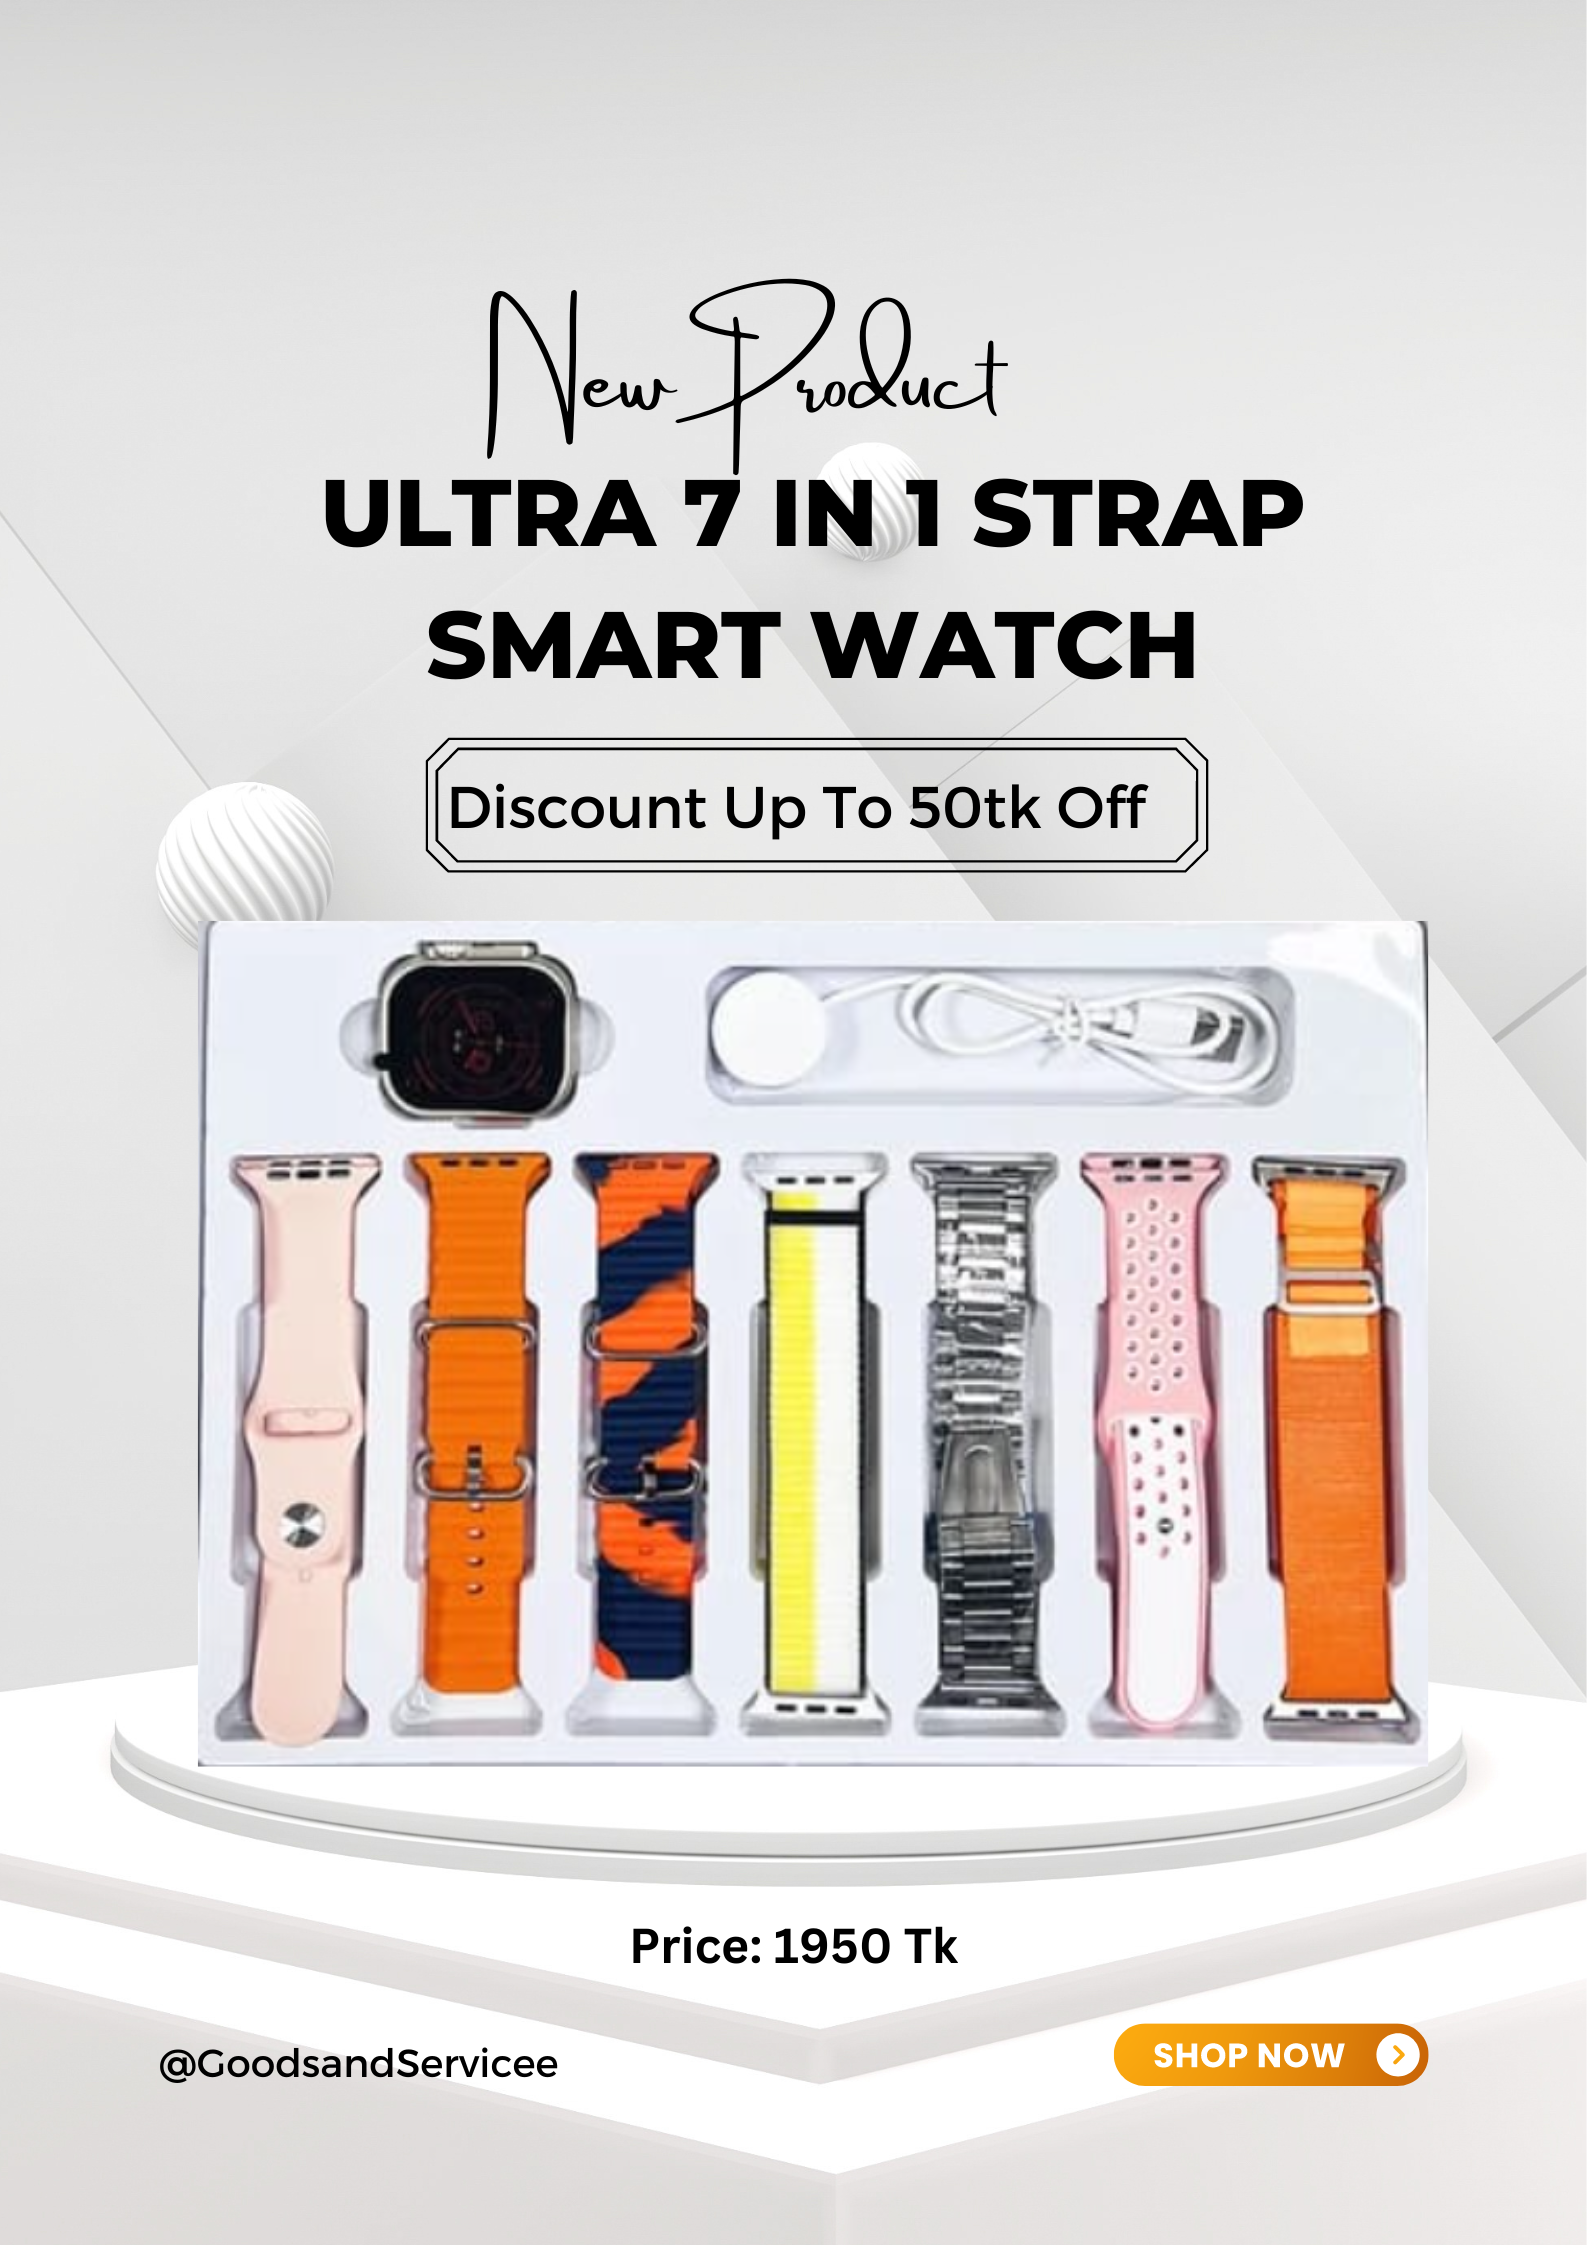 New Product
ULTRA 7 IN 1 STRAP
SMART WATCH
Discount Up To 50tk Off
Price: 1950 Tk
@GoodsandServicee
SHOP NOW